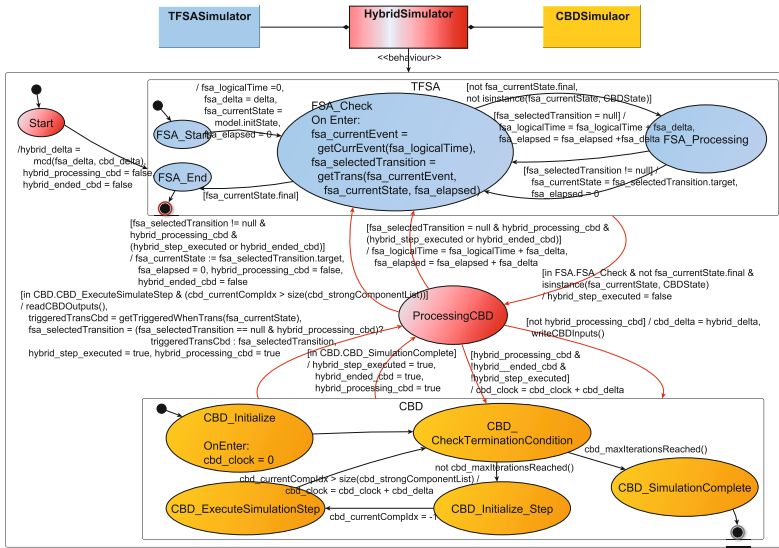 TFSASimulator
HybridSimulator
CBDSimulaor
<<behaviour>>
TFSA
Start
/hybrid_delta =
mcd(fsa_delta, cbd_delta),
hybrid_processing_cbd = false,
hybrid_ended_cbd = false
FSA_Start
/ fsa_logicalTime =0,
fsa_delta = delta,
fsa_currentState =
model.initState,
fsa_elapsed = 0
FSA_End
FSA_Check
On Enter:
fsa_currentEvent =
getCurrEvent(fsa_logicalTime),
fsa_selectedTransition =
getTrans(fsa_currentEvent,
fsa_currentState, fsa_elapsed)
[not fsa_currentState.final,
not isinstance(fsa_currentState, CBDState)]
[fsa_selectedTransition = null] /
fsa_logicalTime = fsa_logicalTime + fsa_delta,
fsa_elapsed = fsa_elapsed +fsa_delta
FSA_Processing
[fsa_selectedTransition != null] /
fsa_currentState = fsa_selectedTransition.target,
fsa_elapsed = 0
[fsa_currentState.final]
[fsa_selectedTransition != null &
hybrid_processing_cbd &
(hybrid_step_executed or hybrid_ended_cbd)]
/ fsa_currentState := fsa_selectedTransition.target,
fsa_elapsed = 0, hybrid_processing_cbd = false,
hybrid_ended_cbd = false
[fsa_selectedTransition = null & hybrid_processing_cbd &
(hybrid_step_executed or hybrid_ended_cbd)]
/ fsa_logicalTime = fsa_logicalTime + fsa_delta,
fsa_elapsed = fsa_elapsed + fsa_delta
[in FSA.FSA_Check & not fsa_currentState.final &
isinstance(fsa_currentState, CBDState)
/ hybrid_step_executed = false
[in CBD.CBD_ExecuteSimulateStep & (cbd_currentCompIdx > size(cbd_strongComponentList))]
/ readCBDOutputs(),
triggeredTransCbd = getTriggeredWhenTrans(fsa_currentState),
fsa_selectedTransition = (fsa_selectedTransition == null & hybrid_processing_cbd)?
triggeredTransCbd : fsa_selectedTransition,
hybrid_step_executed = true, hybrid_processing_cbd = true
ProcessingCBD
[not hybrid_processing_cbd] / cbd_delta = hybrid_delta,
writeCBDInputs()
[in CBD.CBD_SimulationComplete]
/ hybrid_step_executed = true,
hybrid_ended_cbd = true,
hybrid_processing_cbd = true
[hybrid_processing_cbd &
!hybrid__ended_cbd &
!hybrid_step_executed]
/ cbd_clock = cbd_clock + cbd_delta
CBD
CBD_Initialize
OnEnter:
cbd_clock = 0
CBD_
CheckTerminationCondition
cbd_maxIterationsReached()
not cbd_maxIterationsReached()
cbd_currentCompIdx > size(cbd_strongComponentList) /
cbd_clock = cbd_clock + cbd_delta
CBD_ExecuteSimulationStep
cbd_currentCompIdx = -1
CBD_Initialize_Step
CBD_SimulationComplete